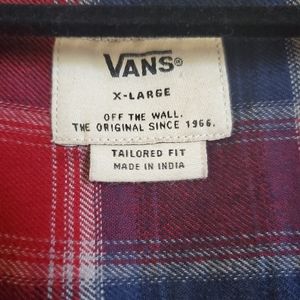 VANS®
X-LARGE
OFF THE WALL.
THE ORIGINAL SINCE 1966.
TAILORED FIT
MADE IN INDIA